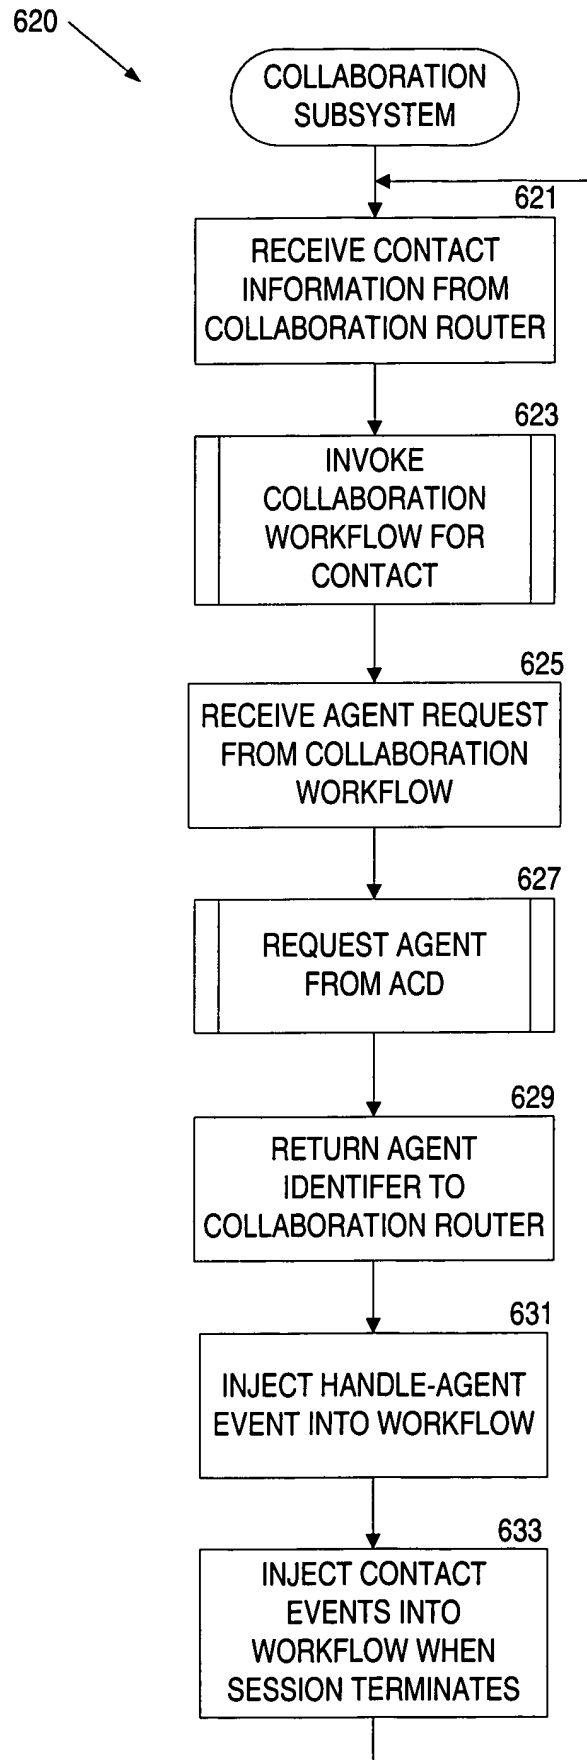 620
COLLABORATION
SUBSYSTEM
621
RECEIVE CONTACT
INFORMATION FROM
COLLABORATION ROUTER
623
INVOKE
COLLABORATION
WORKFLOW FOR
CONTACT
625
RECEIVE AGENT REQUEST
FROM COLLABORATION
WORKFLOW
627
REQUEST AGENT
FROM ACD
629
RETURN AGENT
IDENTIFER TO
COLLABORATION ROUTER
631
INJECT HANDLE-AGENT
EVENT INTO WORKFLOW
633
INJECT CONTACT
EVENTS INTO
WORKFLOW WHEN
SESSION TERMINATES